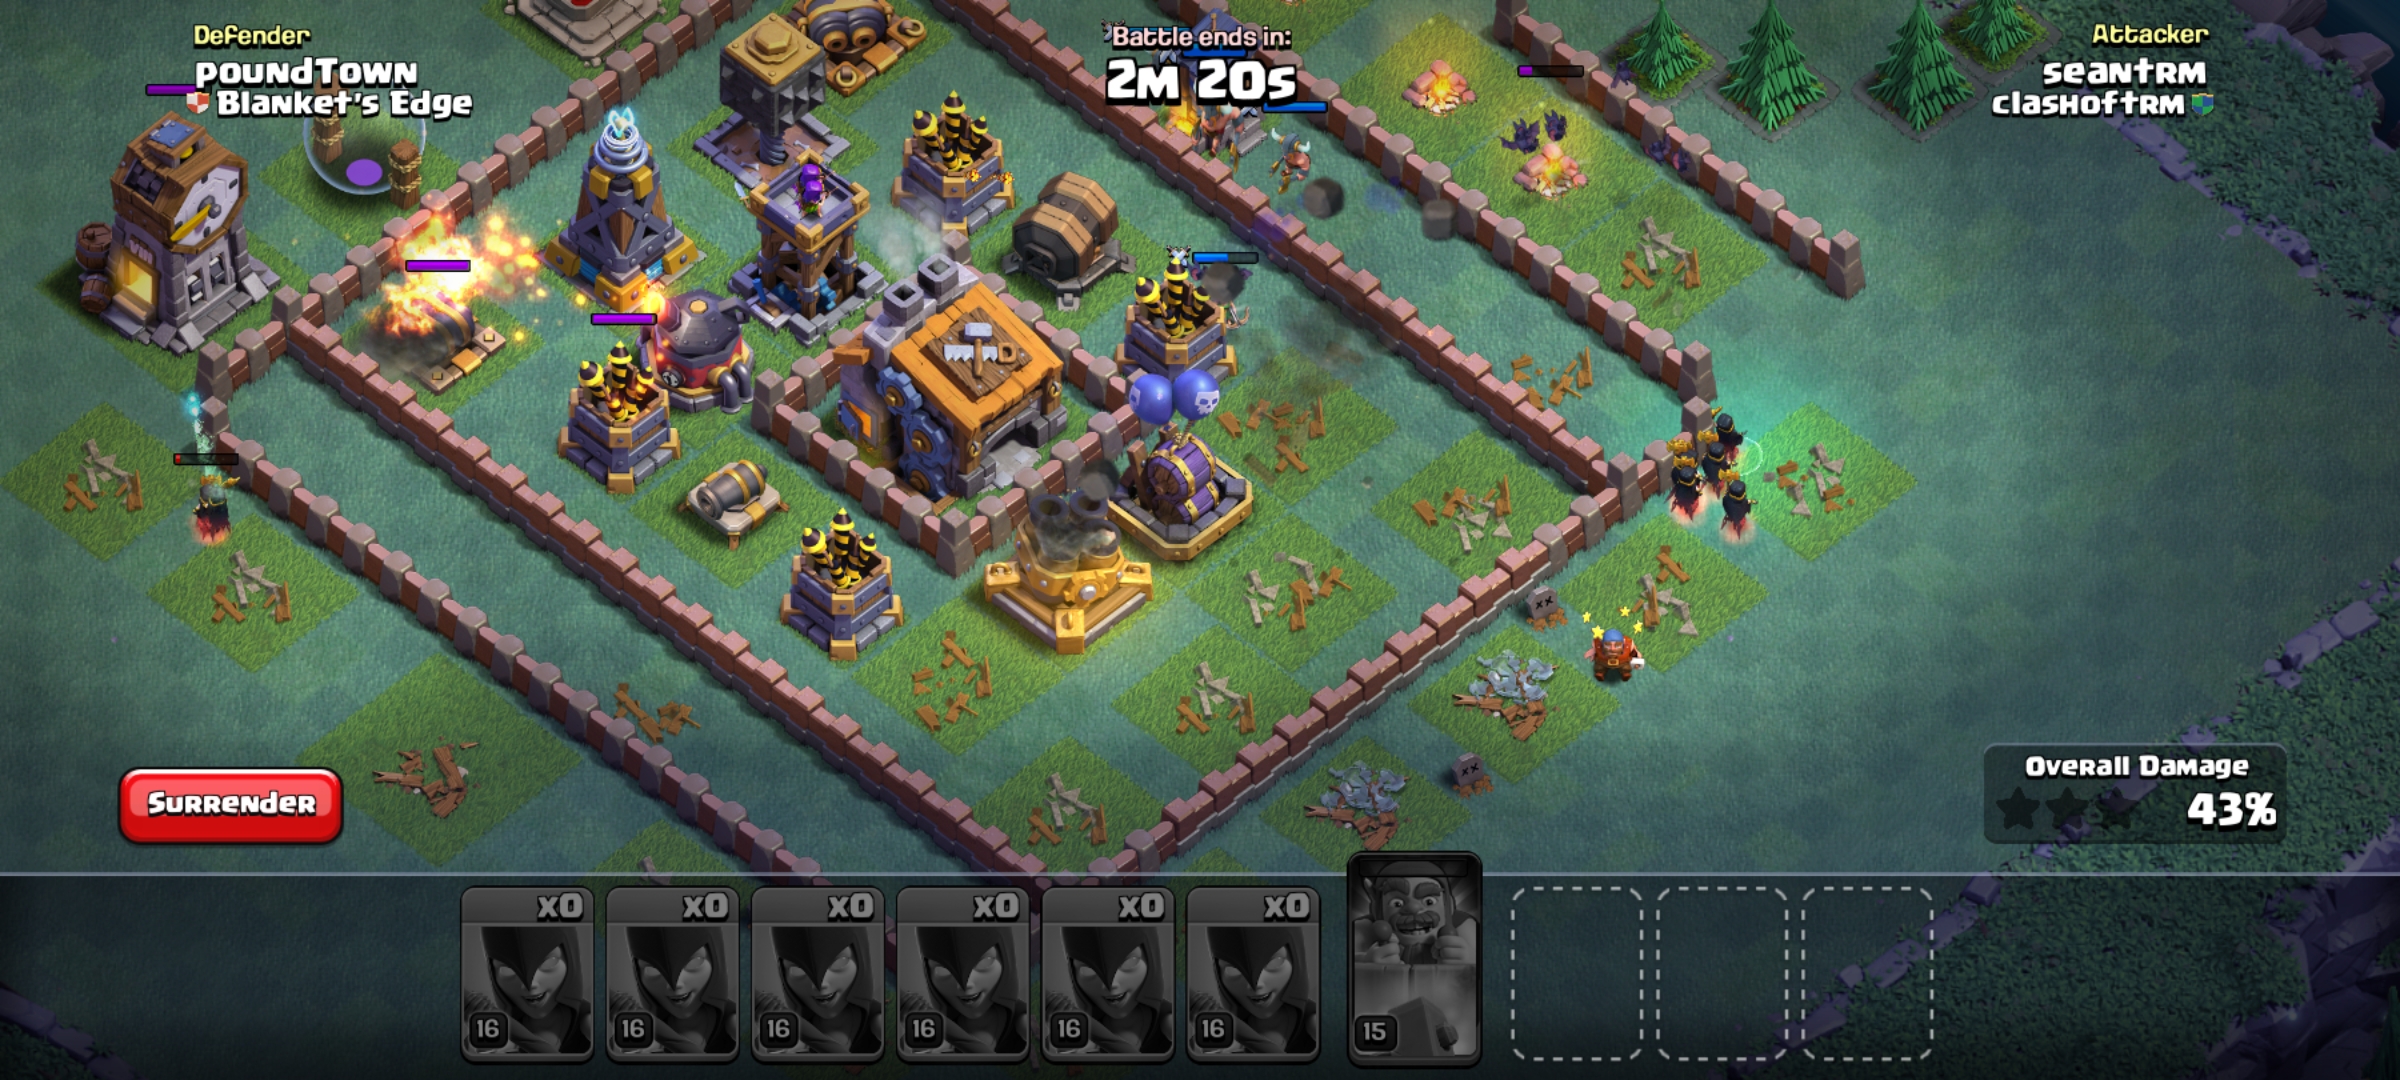 Defender
poundTown
Blanket's Edge
Battle ends in:
2M 20s
Attacker
seantrm
clashoftrm
Surrender
Overall Damage
43%
x0
x0
x0
x0
x0
x0
16
16
16
16
16
16
15